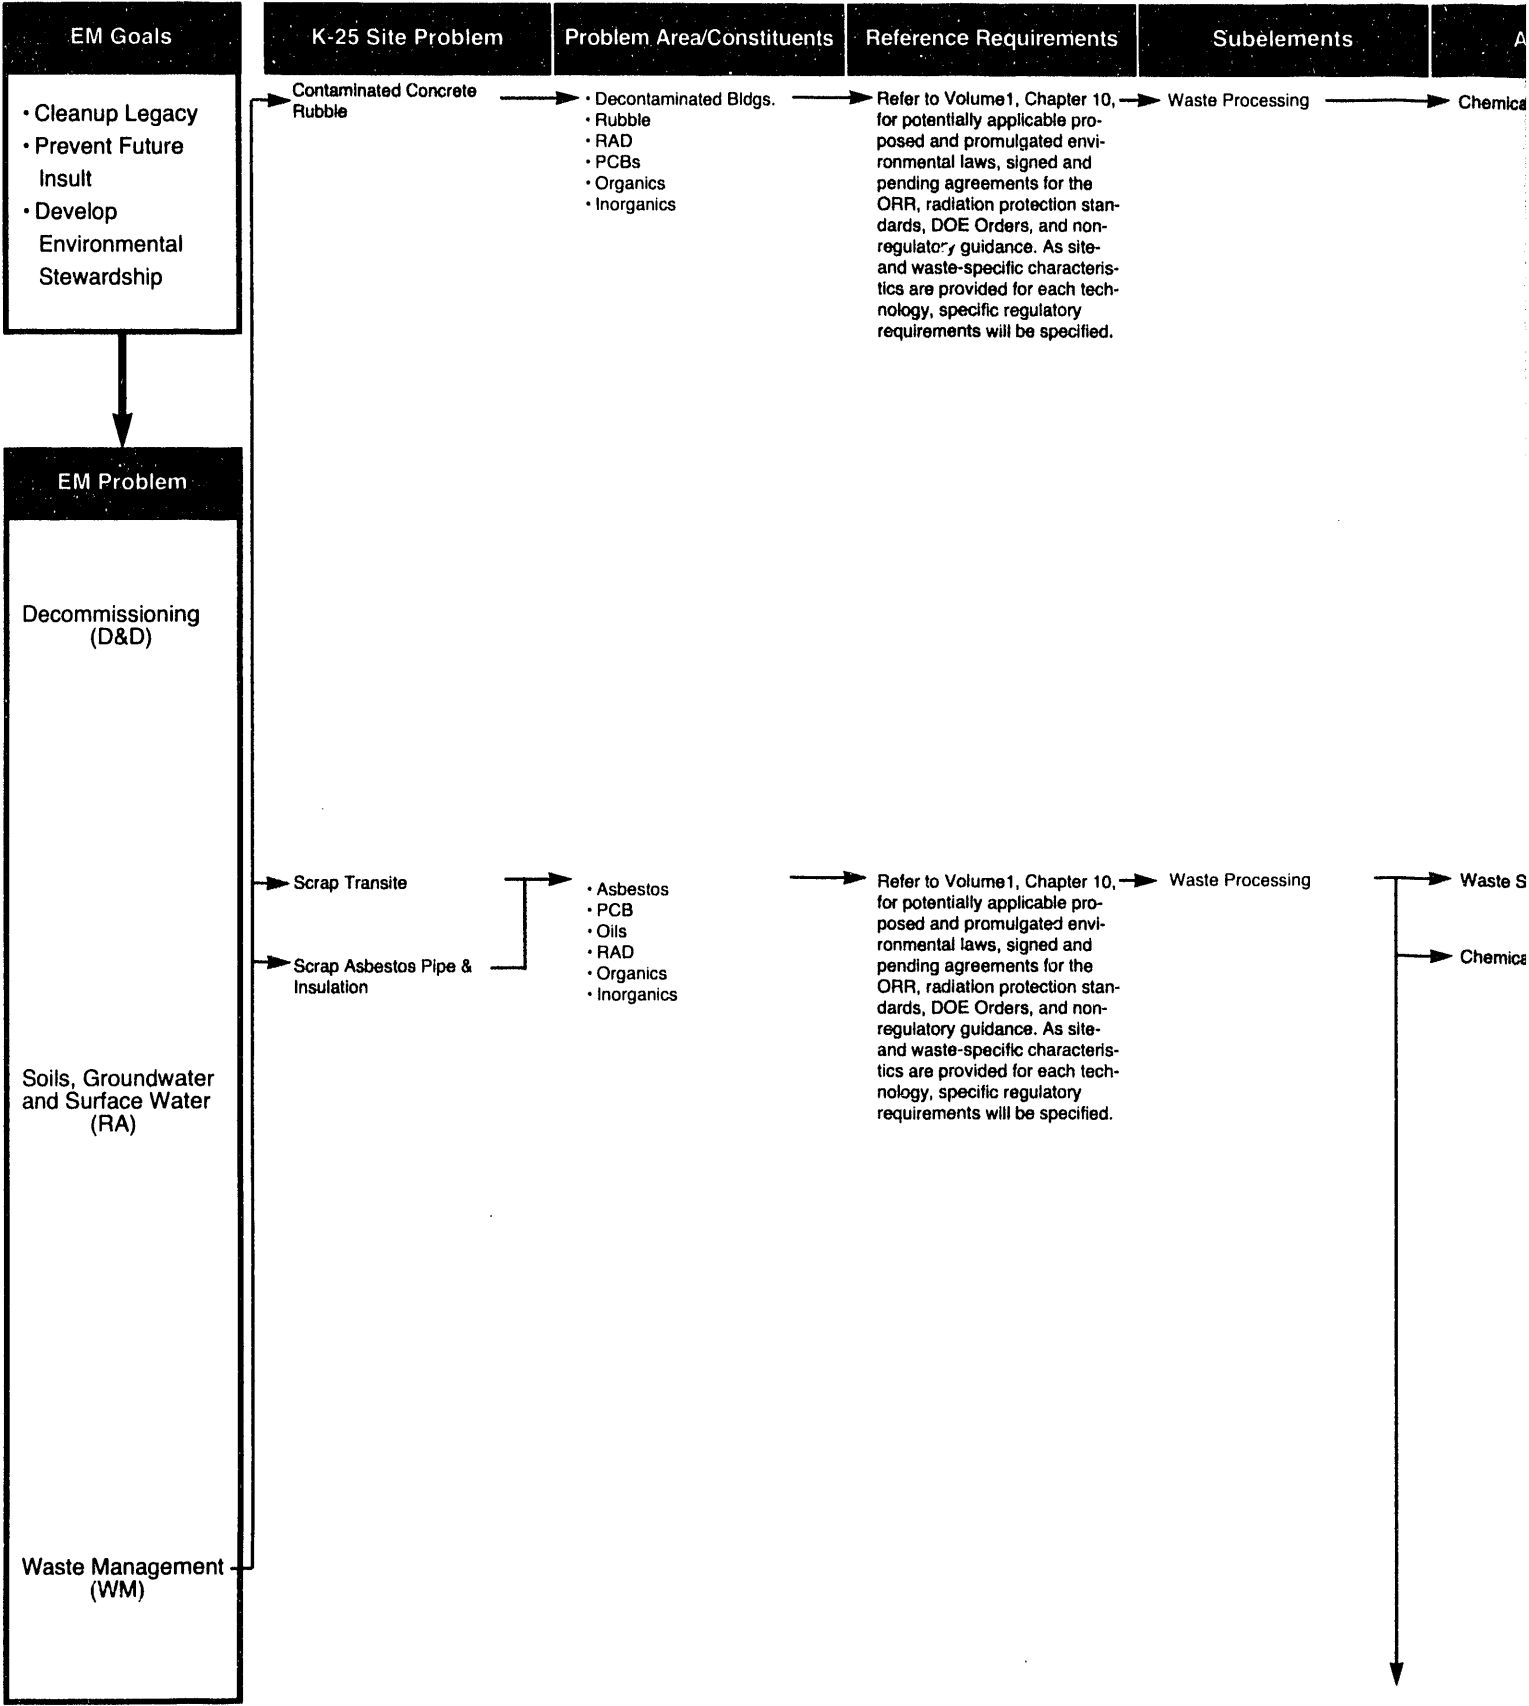 EM Goals
• Cleanup Legacy
• Prevent Future
Insult
• Develop
Environmental
Stewardship
EM Problem
Decommissioning
(D&D)
Soils, Groundwater
and Surface Water
(RA)
Waste Management
(WM)
K-25 Site Problem
Problem Area/Constituents
Reference Requirements
Subelements
A
Contaminated Concrete
Rubble
• Decontaminated Bldgs.
• Rubble
• RAD
• PCBs
• Organics
• Inorganics
Refer to Volume1, Chapter 10,
for potentially applicable pro-
posed and promulgated envi-
ronmental laws, signed and
pending agreements for the
ORR, radiation protection stan-
dards, DOE Orders, and non-
regulatory guidance. As site-
and waste-specific characteris-
tics are provided for each tech-
nology, specific regulatory
requirements will be specified.
Waste Processing
Chemica
Scrap Transite
Scrap Asbestos Pipe &
Insulation
• Asbestos
• PCB
• Oils
• RAD
• Organics
• Inorganics
Refer to Volume1, Chapter 10,
for potentially applicable pro-
posed and promulgated envi-
ronmental laws, signed and
pending agreements for the
ORR, radiation protection stan-
dards, DOE Orders, and non-
regulatory guidance. As site-
and waste-specific characteris-
tics are provided for each tech-
nology, specific regulatory
requirements will be specified.
Waste Processing
Waste S
Chemica